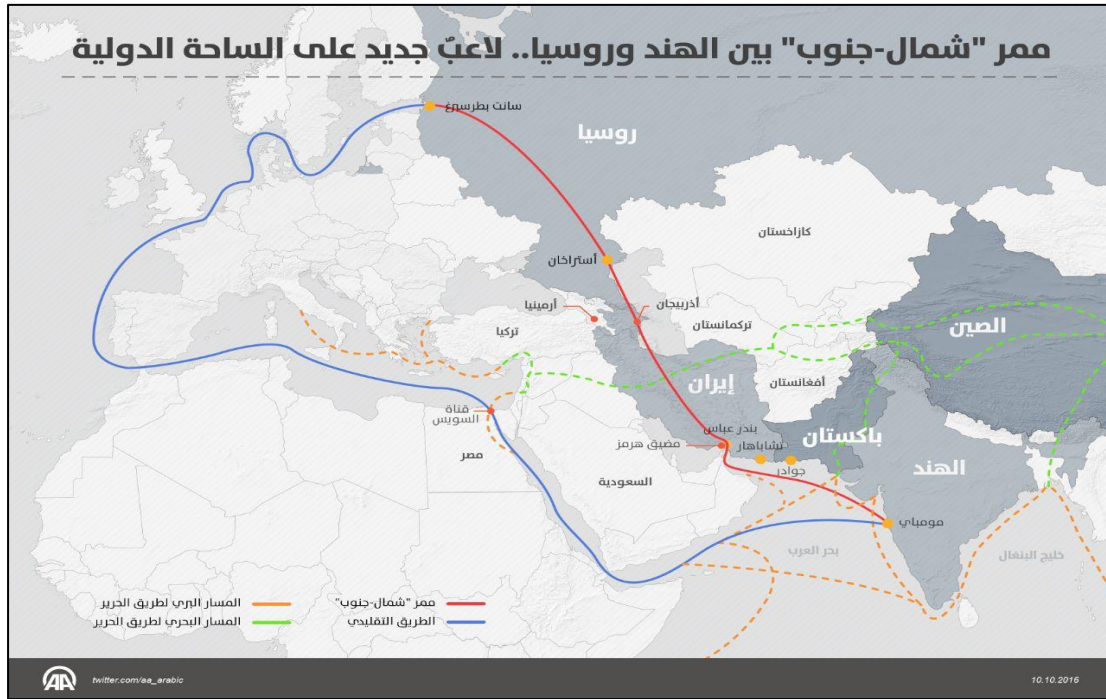 ممر "شمال-جنوب" بين الهند وروسيا.. لاعبٌ جديد على الساحة الدولية
سانت بطرسبرغ
روسيا
كازاخستان
أستراخان
أذربيجان
أرمينيا
تركمانستان
تركيا
الصين
إيران
أفغانستان
قناة
السويس
بندر عباس
باكستان
مضيق هرمز
تشاباهار
مصر
جوادر
الهند
السعودية
مومباي
بحر العرب
خليج البنغال
ممر "شمال-جنوب"
المسار البري لطريق الحرير
الطريق التقليدي
المسار البحري لطريق الحرير
AA
twitter.com/aa_arabic
10.10.2016